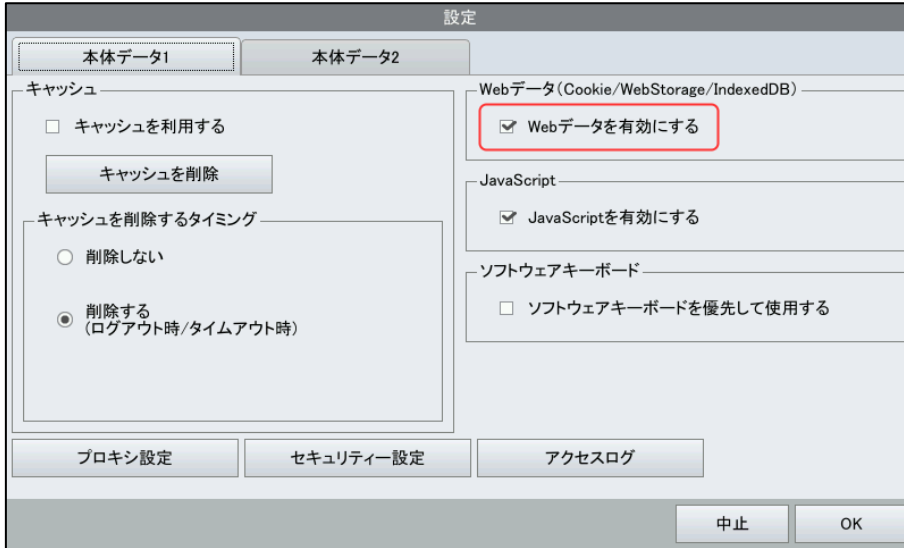 設定
本体データ1
本体データ2
キャッシュ
キャッシュを利用する
キャッシュを削除
キャッシュを削除するタイミング
削除しない
削除する
(ログアウト時/タイムアウト時)
Webデータ(Cookie/WebStorage/IndexedDB)
Webデータを有効にする
JavaScript
JavaScriptを有効にする
ソフトウェアキーボード
ソフトウェアキーボードを優先して使用する
プロキシ設定
セキュリティー設定
アクセスログ
中止
OK